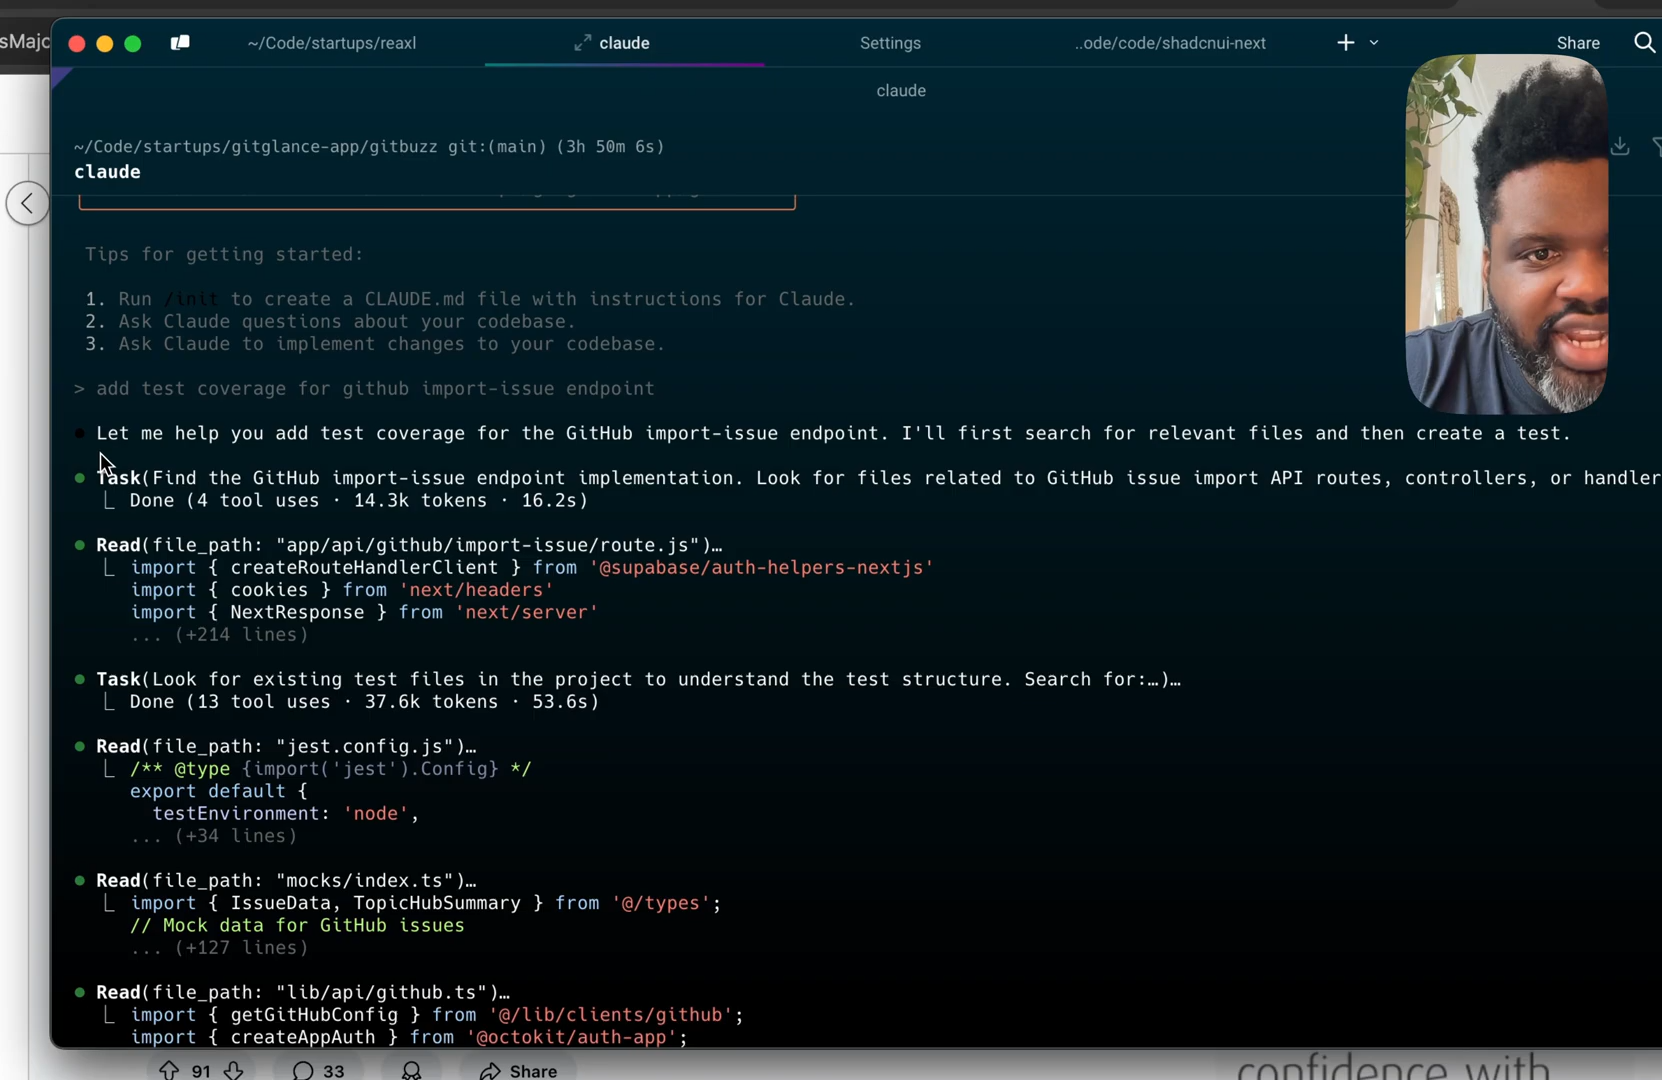 sMajo
~/Code/startups/reaxl
claude
Settings
..ode/code/shadcnui-next
Share
claude
~/Code/startups/gitglance-app/gitbuzz git:(main) (3h 50m 6s)
claude
Tips for getting started:
1. Run /init to create a CLAUDE.md file with instructions for Claude.
2. Ask Claude questions about your codebase.
3. Ask Claude to implement changes to your codebase.
> add test coverage for github import-issue endpoint
● Let me help you add test coverage for the GitHub import-issue endpoint. I'll first search for relevant files and then create a test.
● Task(Find the GitHub import-issue endpoint implementation. Look for files related to GitHub issue import API routes, controllers, or handler
⎿ Done (4 tool uses · 14.3k tokens · 16.2s)
● Read(file_path: "app/api/github/import-issue/route.js")…
⎿ import { createRouteHandlerClient } from '@supabase/auth-helpers-nextjs'
import { cookies } from 'next/headers'
import { NextResponse } from 'next/server'
... (+214 lines)
● Task(Look for existing test files in the project to understand the test structure. Search for:…)…
⎿ Done (13 tool uses · 37.6k tokens · 53.6s)
● Read(file_path: "jest.config.js")…
⎿ /** @type {import('jest').Config} */
export default {
testEnvironment: 'node',
... (+34 lines)
● Read(file_path: "mocks/index.ts")…
⎿ import { IssueData, TopicHubSummary } from '@/types';
// Mock data for GitHub issues
... (+127 lines)
● Read(file_path: "lib/api/github.ts")…
⎿ import { getGitHubConfig } from '@/lib/clients/github';
import { createAppAuth } from '@octokit/auth-app';
91
33
Share
confidence with